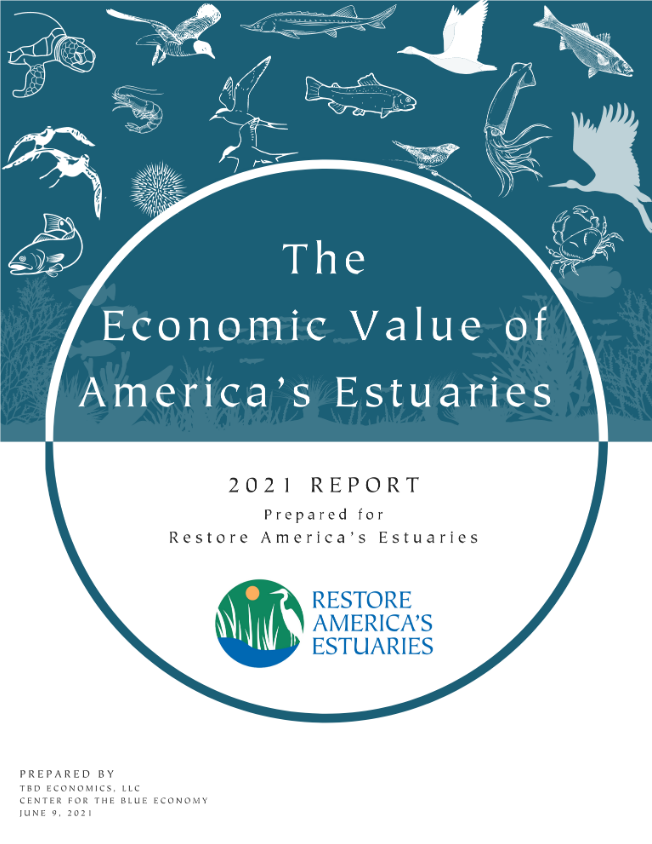 The
Economic Value of
America's Estuaries
2021 REPORT
Prepared for
Restore America's Estuaries
RESTORE
AMERICA'S
ESTUARIES
PREPARED BY
TBD ECONOMICS, LLC
CENTER FOR THE BLUE ECONOMY
JUNE 9, 2021